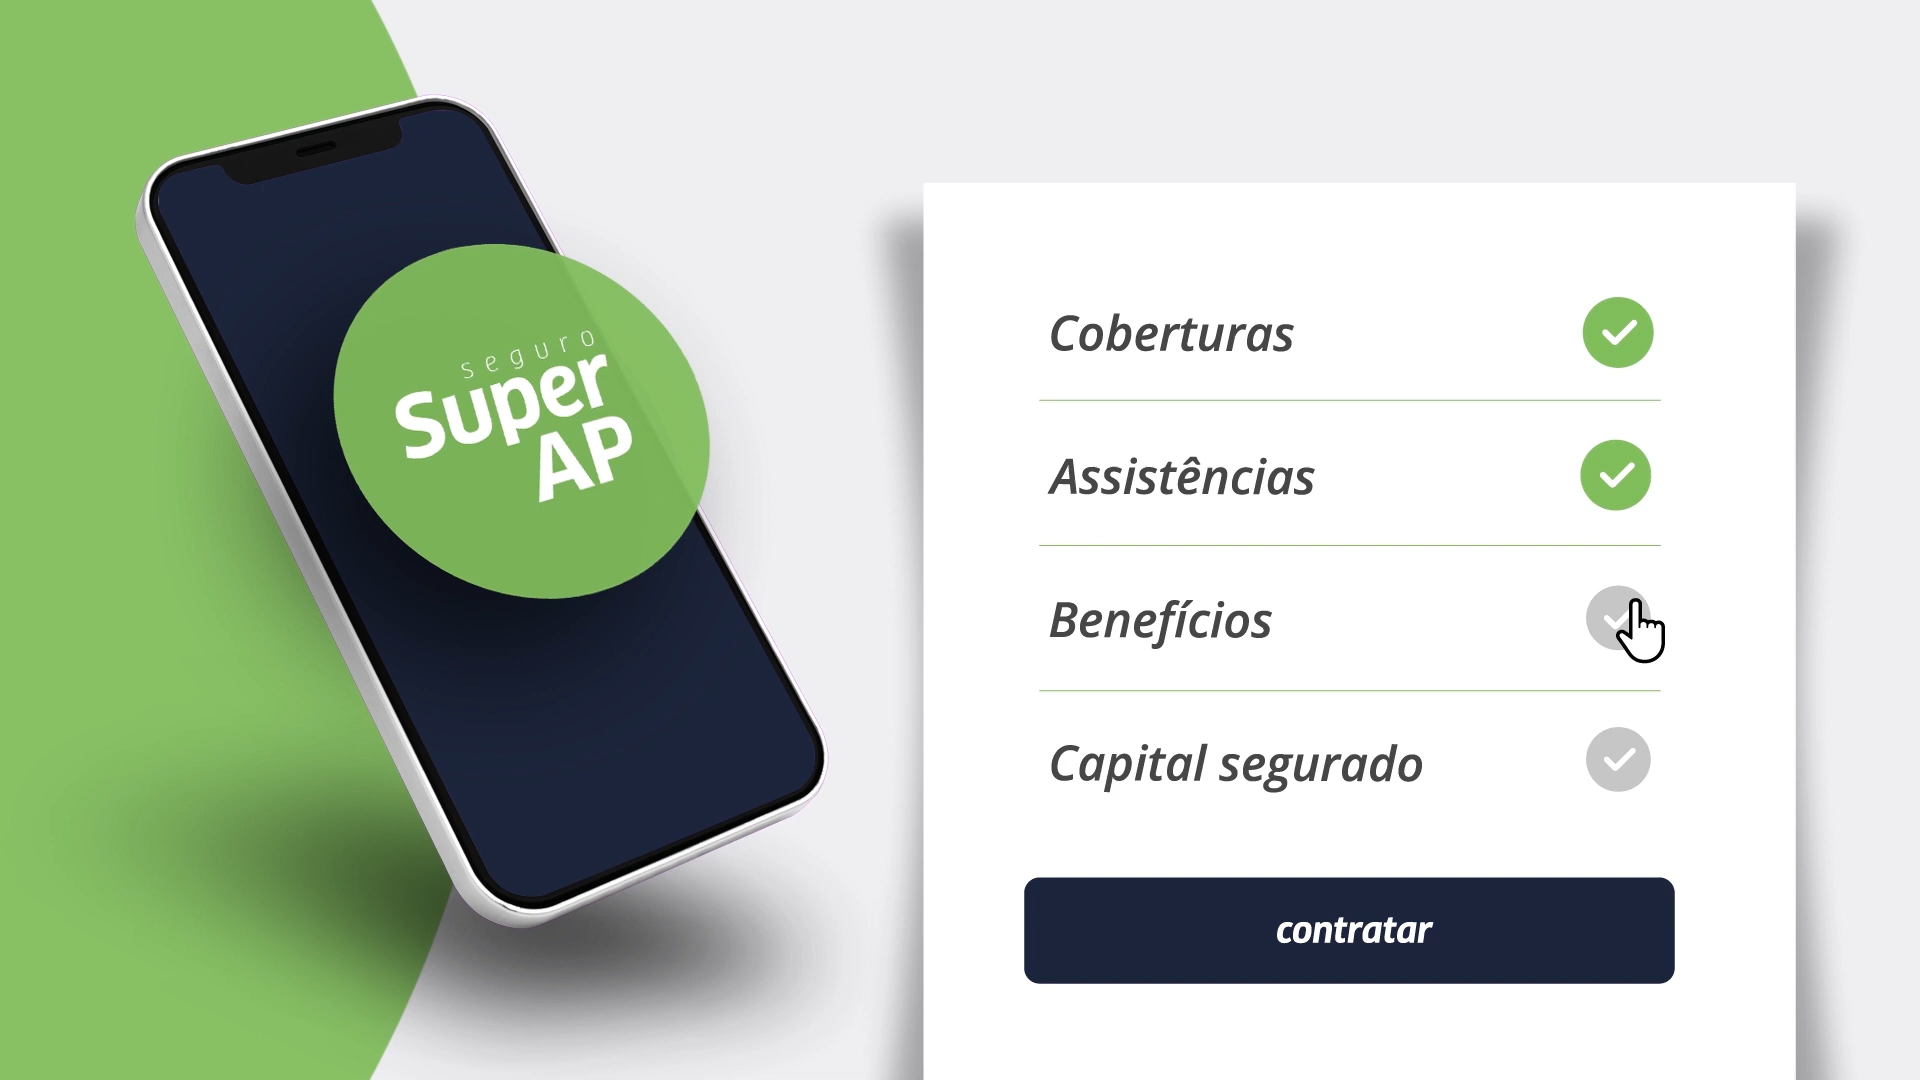 seguro
Super
AP
Coberturas
Assistências
Benefícios
Capital segurado
contratar